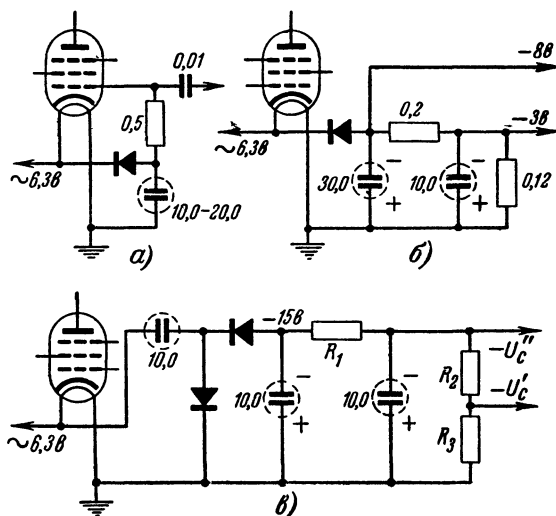 0,01
0,5
~6,3в
10,0-20,0
а)
-8в
0,2
-3в
~6,3в
30,0
10,0
0,12
б)
10,0
-15в
R₁
-U″с
R₂
-U′с
10,0
10,0
~6,3в
R₃
в)